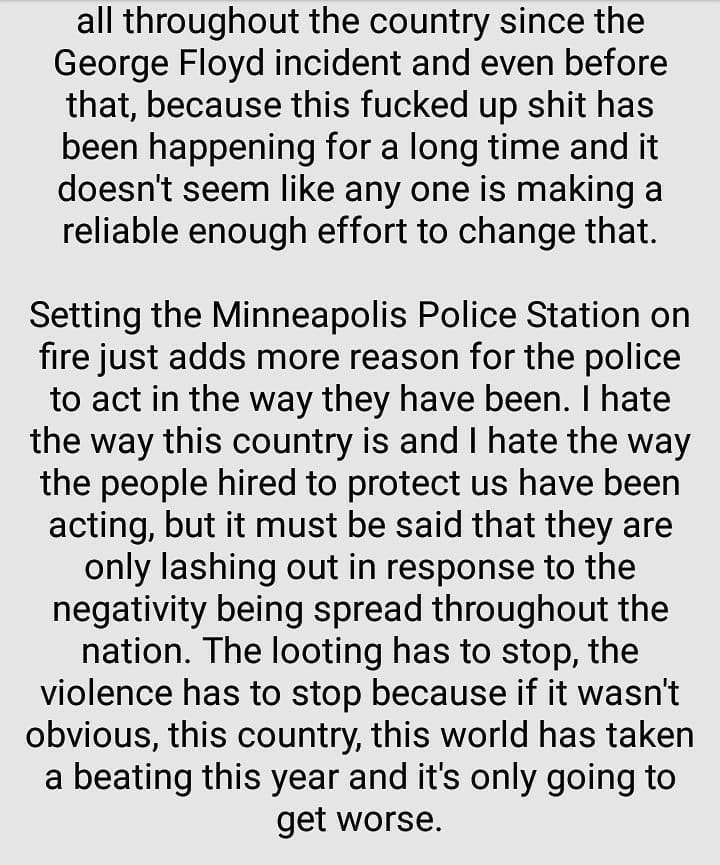 all throughout the country since the
George Floyd incident and even before
that, because this fucked up shit has
been happening for a long time and it
doesn't seem like any one is making a
reliable enough effort to change that.
Setting the Minneapolis Police Station on
fire just adds more reason for the police
to act in the way they have been. I hate
the way this country is and I hate the way
the people hired to protect us have been
acting, but it must be said that they are
only lashing out in response to the
negativity being spread throughout the
nation. The looting has to stop, the
violence has to stop because if it wasn't
obvious, this country, this world has taken
a beating this year and it's only going to
get worse.